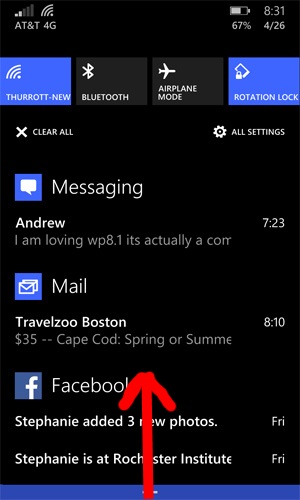 8:31
AT&T 4G
67% 4/26
THURROTT-NEW
BLUETOOTH
AIRPLANE
MODE
ROTATION LOCK
CLEAR ALL
ALL SETTINGS
Messaging
Andrew 7:23
I am loving wp8.1 its actually a com
Mail
Travelzoo Boston 8:10
$35 -- Cape Cod: Spring or Summe
Facebook
Stephanie added 3 new photos. Fri
Stephanie is at Rochester Institute Fri